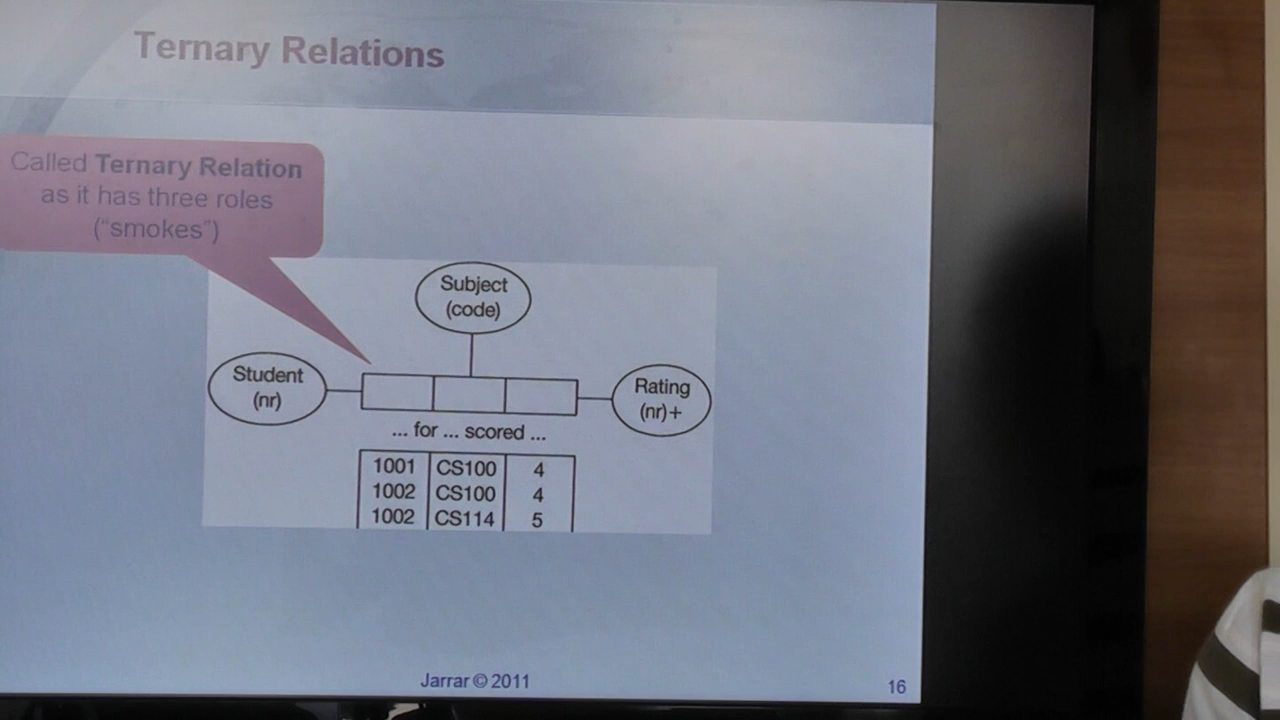 Ternary Relations
Called Ternary Relation
as it has three roles
("smokes")
Subject
(code)
Student
(nr)
Rating
(nr)+
... for ... scored ...
1001 CS100 4
1002 CS100 4
1002 CS114 5
Jarrar © 2011
16